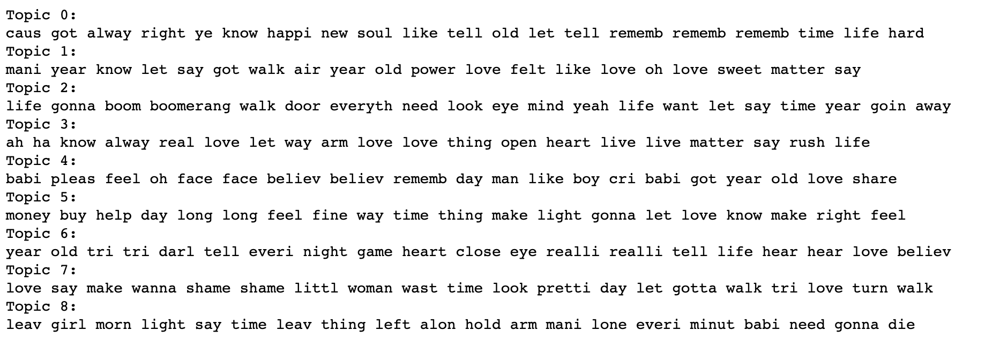 Topic 0:
caus got alway right ye know happi new soul like tell old let tell rememb rememb rememb time life hard
Topic 1:
mani year know let say got walk air year old power love felt like love oh love sweet matter say
Topic 2:
life gonna boom boomerang walk door everyth need look eye mind yeah life want let say time year goin away
Topic 3:
ah ha know alway real love let way arm love love thing open heart live live matter say rush life
Topic 4:
babi pleas feel oh face face believ believ rememb day man like boy cri babi got year old love share
Topic 5:
money buy help day long long feel fine way time thing make light gonna let love know make right feel
Topic 6:
year old tri tri darl tell everi night game heart close eye realli realli tell life hear hear love believ
Topic 7:
love say make wanna shame shame littl woman wast time look pretti day let gotta walk tri love turn walk
Topic 8:
leav girl morn light say time leav thing left alon hold arm mani lone everi minut babi need gonna die